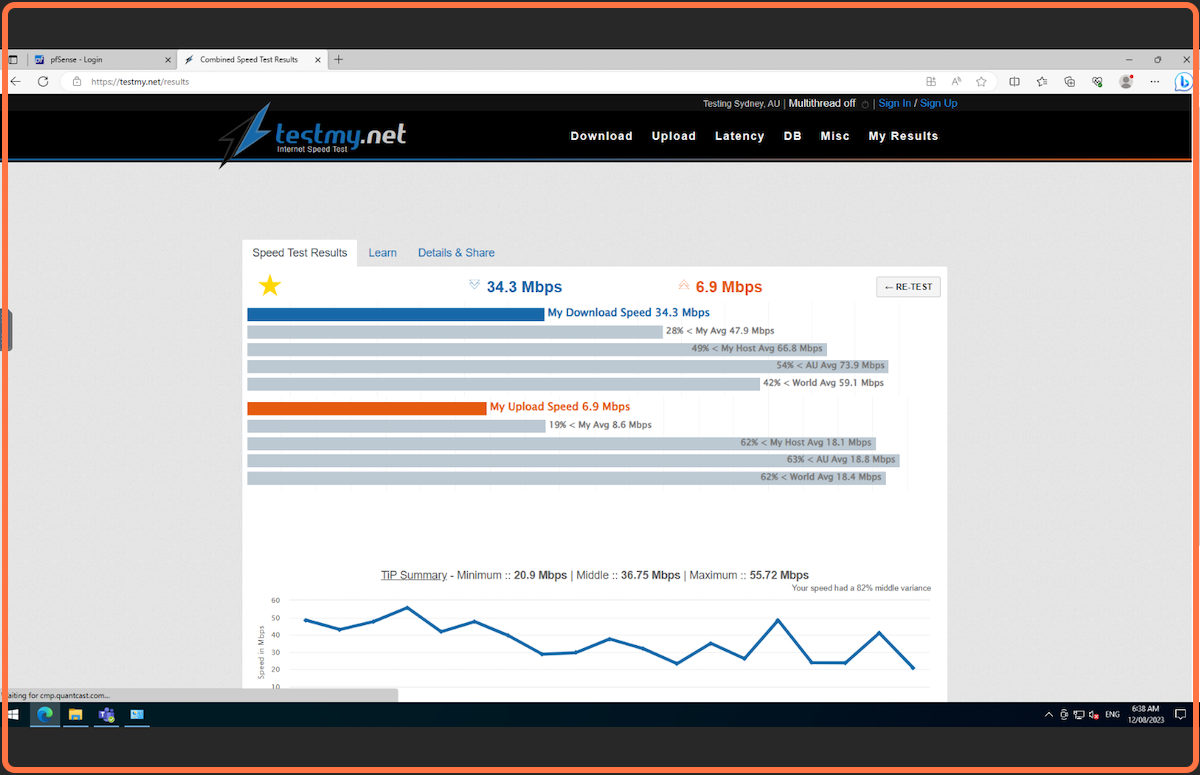 pfSense - Login
Combined Speed Test Results
https://testmy.net/results
Testing Sydney, AU | Multithread off | Sign In / Sign Up
testmy.net
Internet Speed Test
Download Upload Latency DB Misc My Results
Speed Test Results Learn Details & Share
34.3 Mbps 6.9 Mbps ← RE-TEST
My Download Speed 34.3 Mbps
28% < My Avg 47.9 Mbps
49% < My Host Avg 66.8 Mbps
54% < AU Avg 73.9 Mbps
42% < World Avg 59.1 Mbps
My Upload Speed 6.9 Mbps
19% < My Avg 8.6 Mbps
62% < My Host Avg 18.1 Mbps
63% < AU Avg 18.8 Mbps
62% < World Avg 18.4 Mbps
TiP Summary - Minimum :: 20.9 Mbps | Middle :: 36.75 Mbps | Maximum :: 55.72 Mbps
Your speed had a 82% middle variance
Speed in Mbps
60
50
40
30
20
10
aiting for cmp.quantcast.com...
ENG
6:38 AM
12/08/2023